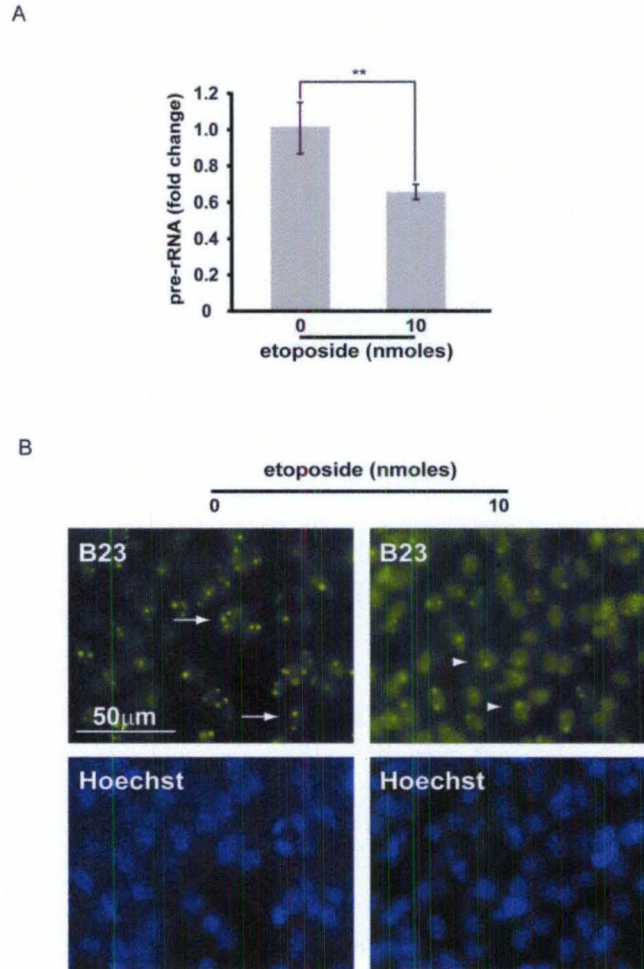 A
**
1.2
1.0
0.8
0.6
0.4
0.2
0
pre-rRNA (fold change)
0 10
etoposide (nmoles)
B
etoposide (nmoles)
0 10
B23 B23
50μm
Hoechst Hoechst